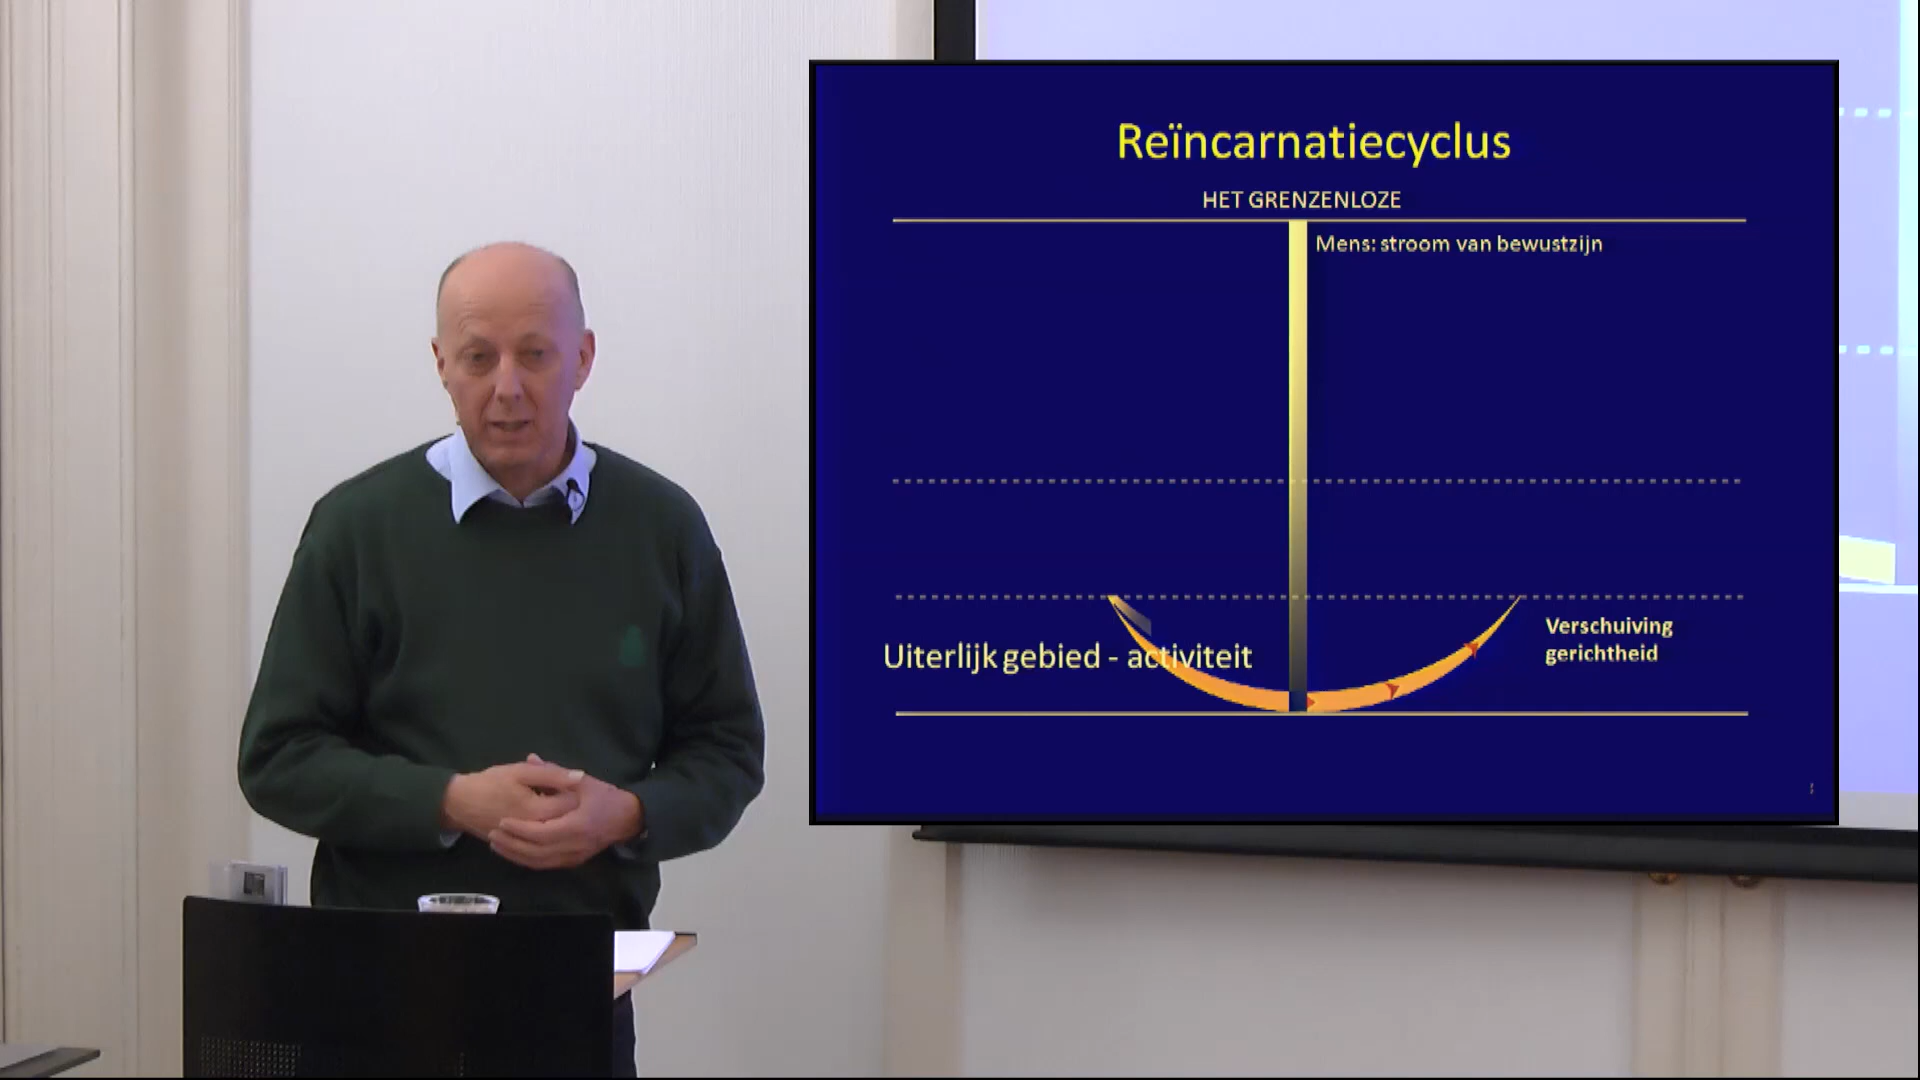 Reïncarnatiecyclus
HET GRENZENLOZE
Mens: stroom van bewustzijn
Verschuiving
gerichtheid
Uiterlijk gebied - activiteit